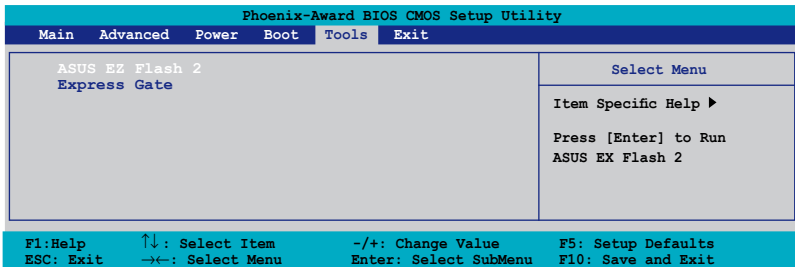 Phoenix-Award BIOS CMOS Setup Utility
Main Advanced Power Boot Tools Exit
ASUS EZ Flash 2
Express Gate
Select Menu
Item Specific Help ▶
Press [Enter] to Run
ASUS EX Flash 2
F1:Help ↑↓: Select Item -/+: Change Value F5: Setup Defaults
ESC: Exit →←: Select Menu Enter: Select SubMenu F10: Save and Exit